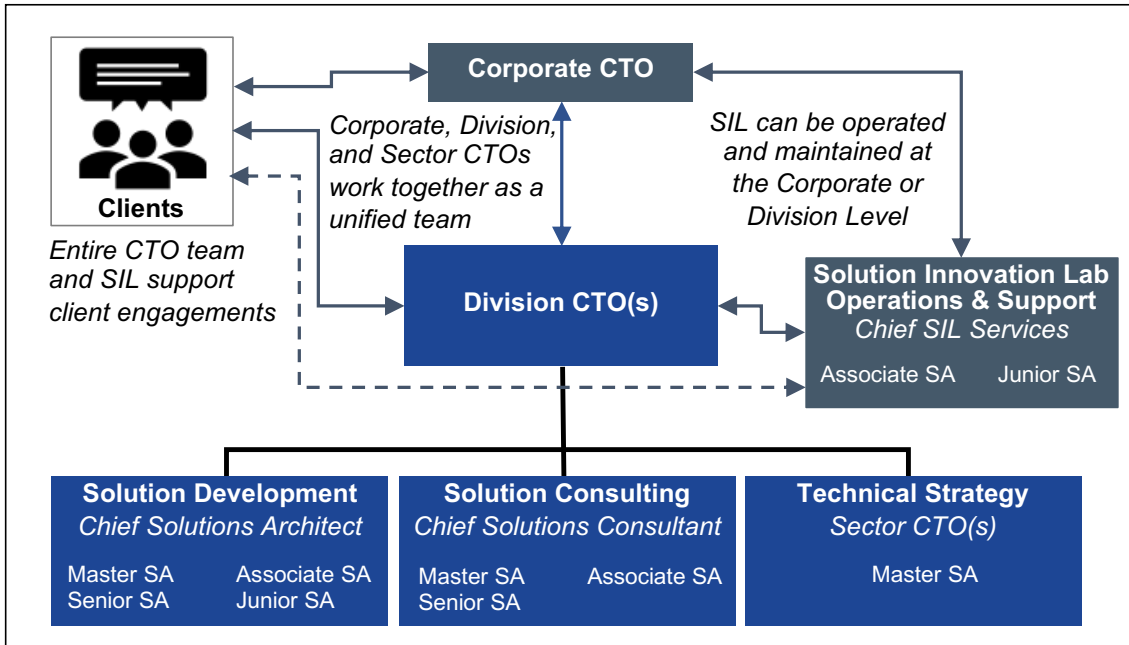 Clients
Entire CTO team
and SIL support
client engagements
Corporate CTO
Corporate, Division,
and Sector CTOs
work together as a
unified team
SIL can be operated
and maintained at
the Corporate or
Division Level
Division CTO(s)
Solution Innovation Lab
Operations & Support
Chief SIL Services
Associate SA Junior SA
Solution Development
Chief Solutions Architect
Master SA Associate SA
Senior SA Junior SA
Solution Consulting
Chief Solutions Consultant
Master SA Associate SA
Senior SA
Technical Strategy
Sector CTO(s)
Master SA